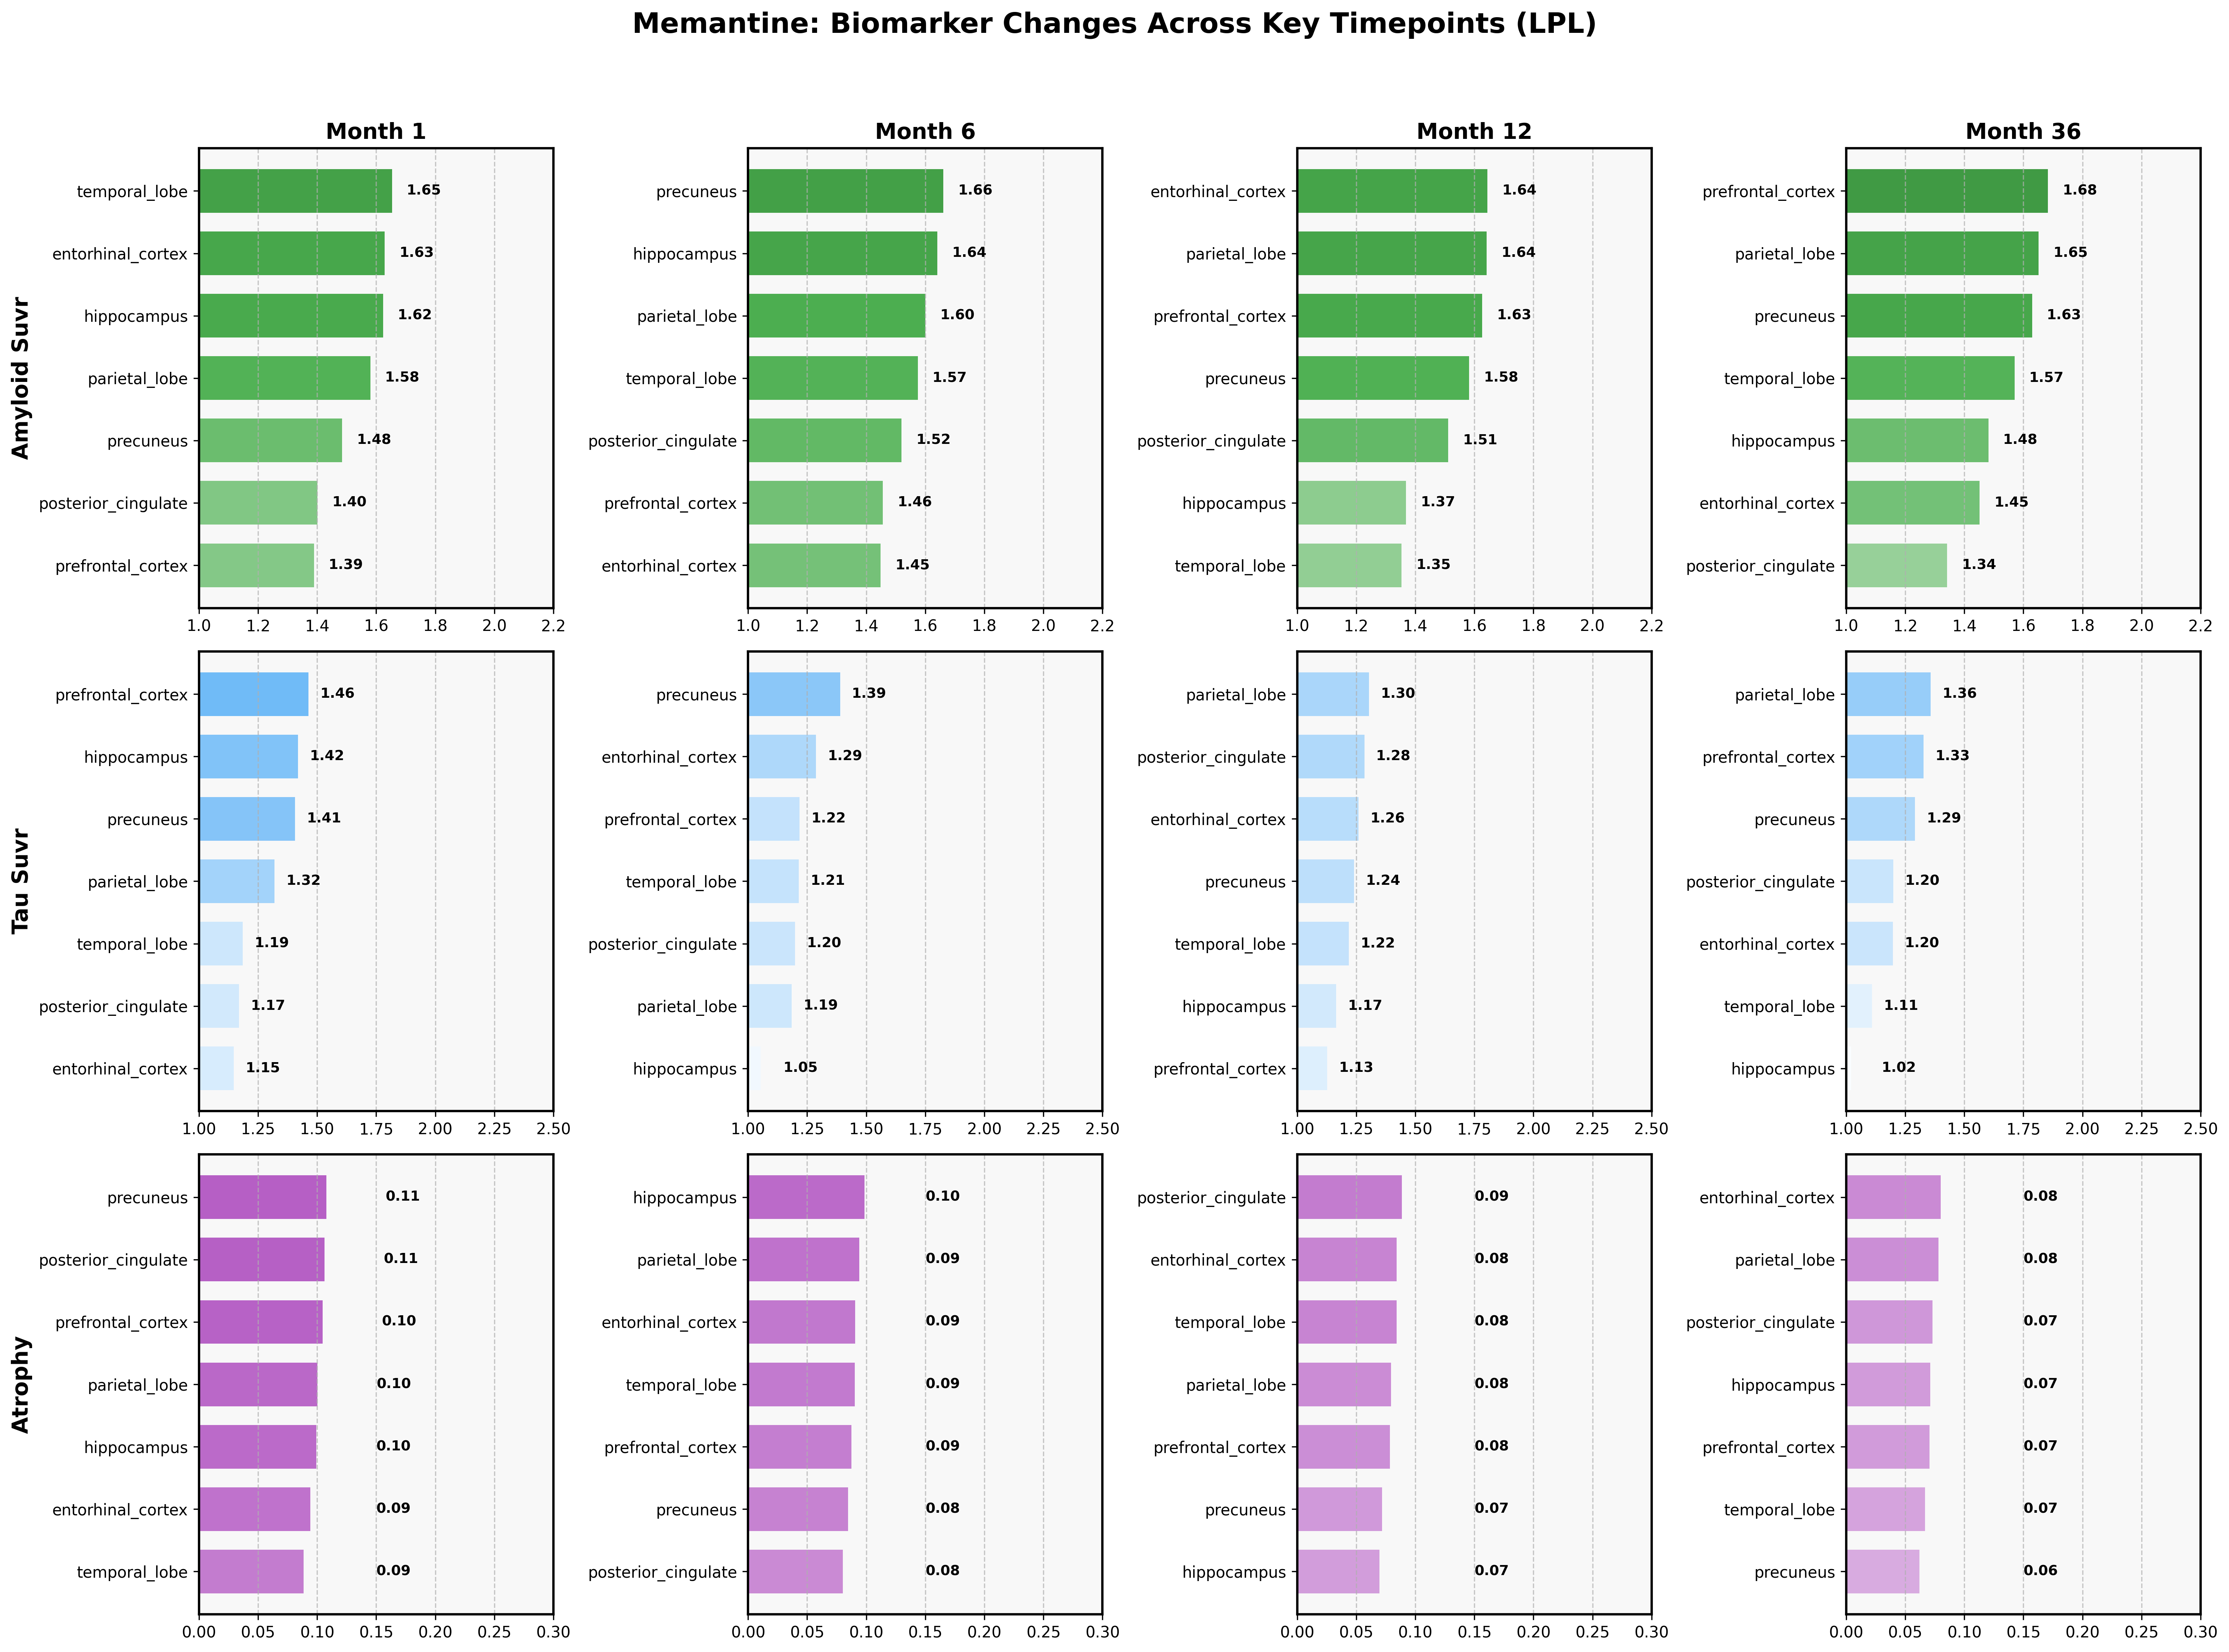 Memantine: Biomarker Changes Across Key Timepoints (LPL)
Month 1
Month 6
Month 12
Month 36
Amyloid Suvr
temporal_lobe 1.65
entorhinal_cortex 1.63
hippocampus 1.62
parietal_lobe 1.58
precuneus 1.48
posterior_cingulate 1.40
prefrontal_cortex 1.39
1.0 1.2 1.4 1.6 1.8 2.0 2.2
precuneus 1.66
hippocampus 1.64
parietal_lobe 1.60
temporal_lobe 1.57
posterior_cingulate 1.52
prefrontal_cortex 1.46
entorhinal_cortex 1.45
1.0 1.2 1.4 1.6 1.8 2.0 2.2
entorhinal_cortex 1.64
parietal_lobe 1.64
prefrontal_cortex 1.63
precuneus 1.58
posterior_cingulate 1.51
hippocampus 1.37
temporal_lobe 1.35
1.0 1.2 1.4 1.6 1.8 2.0 2.2
prefrontal_cortex 1.68
parietal_lobe 1.65
precuneus 1.63
temporal_lobe 1.57
hippocampus 1.48
entorhinal_cortex 1.45
posterior_cingulate 1.34
1.0 1.2 1.4 1.6 1.8 2.0 2.2
Tau Suvr
prefrontal_cortex 1.46
hippocampus 1.42
precuneus 1.41
parietal_lobe 1.32
temporal_lobe 1.19
posterior_cingulate 1.17
entorhinal_cortex 1.15
1.00 1.25 1.50 1.75 2.00 2.25 2.50
precuneus 1.39
entorhinal_cortex 1.29
prefrontal_cortex 1.22
temporal_lobe 1.21
posterior_cingulate 1.20
parietal_lobe 1.19
hippocampus 1.05
1.00 1.25 1.50 1.75 2.00 2.25 2.50
parietal_lobe 1.30
posterior_cingulate 1.28
entorhinal_cortex 1.26
precuneus 1.24
temporal_lobe 1.22
hippocampus 1.17
prefrontal_cortex 1.13
1.00 1.25 1.50 1.75 2.00 2.25 2.50
parietal_lobe 1.36
prefrontal_cortex 1.33
precuneus 1.29
posterior_cingulate 1.20
entorhinal_cortex 1.20
temporal_lobe 1.11
hippocampus 1.02
1.00 1.25 1.50 1.75 2.00 2.25 2.50
Atrophy
precuneus 0.11
posterior_cingulate 0.11
prefrontal_cortex 0.10
parietal_lobe 0.10
hippocampus 0.10
entorhinal_cortex 0.09
temporal_lobe 0.09
0.00 0.05 0.10 0.15 0.20 0.25 0.30
hippocampus 0.10
parietal_lobe 0.09
entorhinal_cortex 0.09
temporal_lobe 0.09
prefrontal_cortex 0.09
precuneus 0.08
posterior_cingulate 0.08
0.00 0.05 0.10 0.15 0.20 0.25 0.30
posterior_cingulate 0.09
entorhinal_cortex 0.08
temporal_lobe 0.08
parietal_lobe 0.08
prefrontal_cortex 0.08
precuneus 0.07
hippocampus 0.07
0.00 0.05 0.10 0.15 0.20 0.25 0.30
entorhinal_cortex 0.08
parietal_lobe 0.08
posterior_cingulate 0.07
hippocampus 0.07
prefrontal_cortex 0.07
temporal_lobe 0.07
precuneus 0.06
0.00 0.05 0.10 0.15 0.20 0.25 0.30